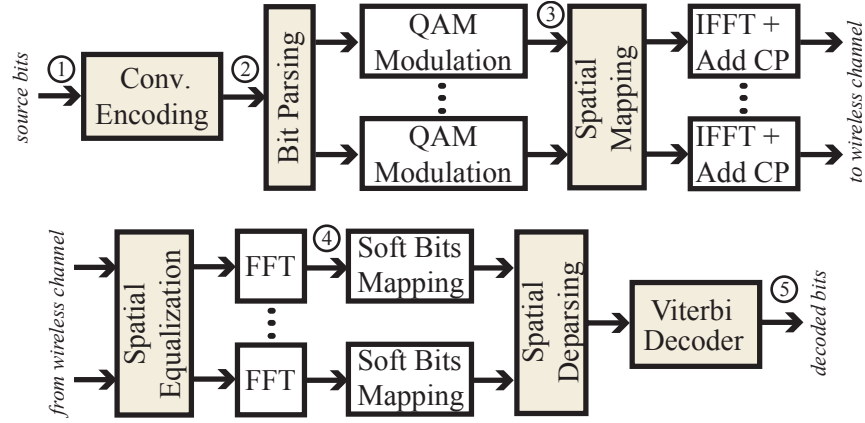 source bits
①
Conv.
Encoding
②
Bit Parsing
QAM
Modulation
QAM
Modulation
③
Spatial
Mapping
IFFT +
Add CP
IFFT +
Add CP
to wireless channel
from wireless channel
Spatial
Equalization
FFT
FFT
④
Soft Bits
Mapping
Soft Bits
Mapping
Spatial
Deparsing
Viterbi
Decoder
⑤
decoded bits